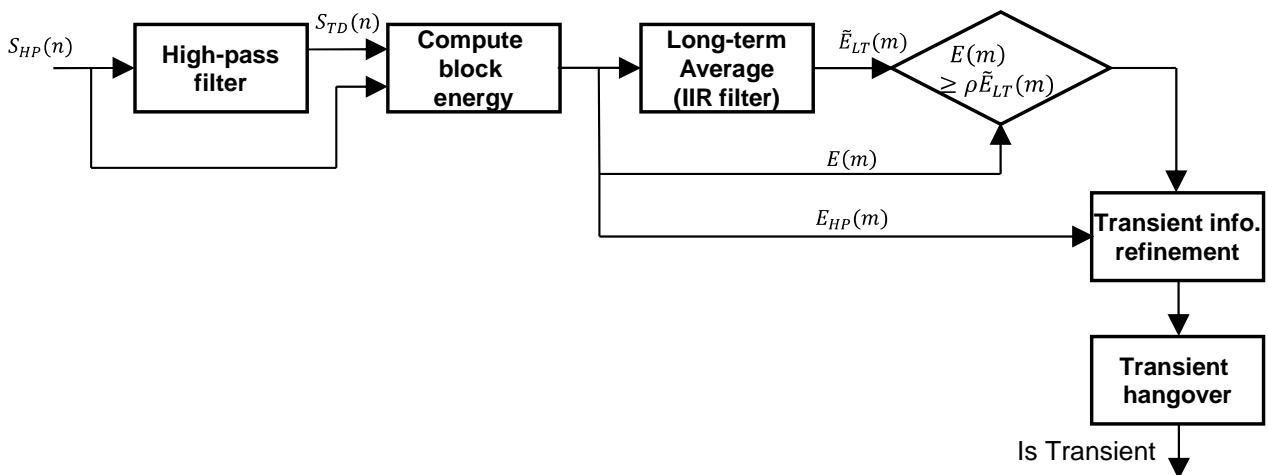 S_HP(n)
High-pass
filter
S_TD(n)
Compute
block
energy
Long-term
Average
(IIR filter)
Ẽ_LT(m)
E(m)
≥ ρẼ_LT(m)
E(m)
E_HP(m)
Transient info.
refinement
Transient
hangover
Is Transient